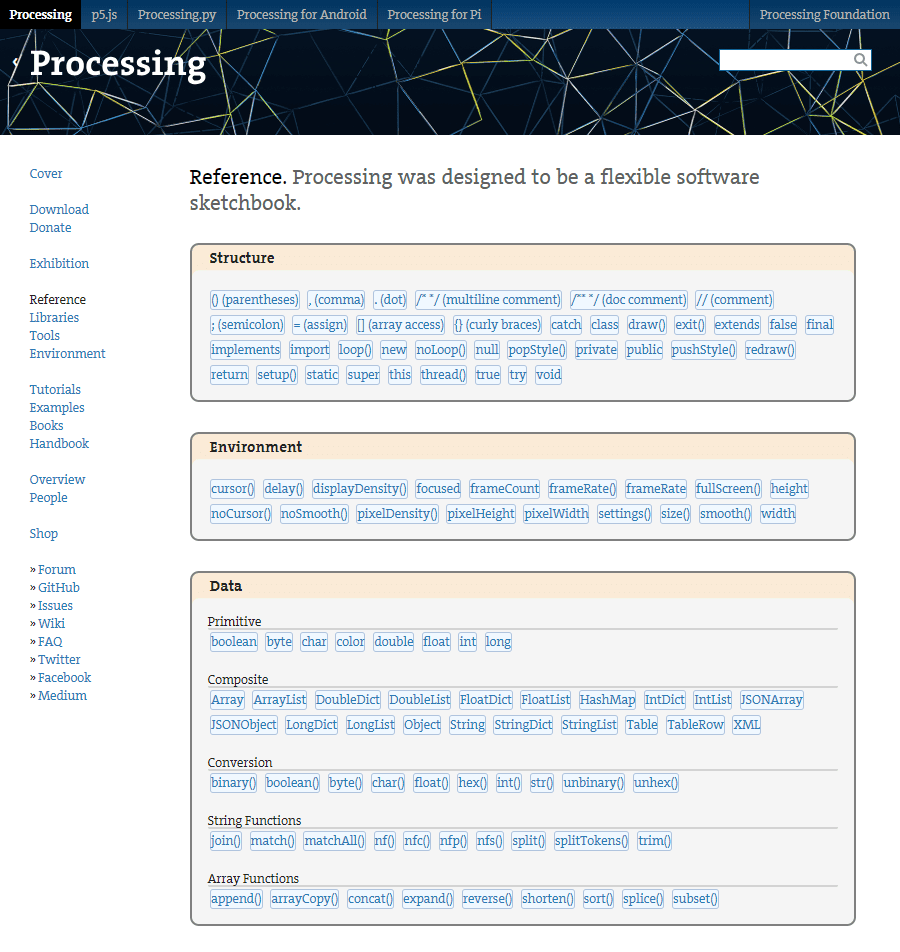 Processing p5.js Processing.py Processing for Android Processing for Pi Processing Foundation
‹ Processing
Cover
Download
Donate
Exhibition
Reference
Libraries
Tools
Environment
Tutorials
Examples
Books
Handbook
Overview
People
Shop
» Forum
» GitHub
» Issues
» Wiki
» FAQ
» Twitter
» Facebook
» Medium
Reference. Processing was designed to be a flexible software
sketchbook.
Structure
() (parentheses) , (comma) . (dot) /* */ (multiline comment) /** */ (doc comment) // (comment)
; (semicolon) = (assign) [] (array access) {} (curly braces) catch class draw() exit() extends false final
implements import loop() new noLoop() null popStyle() private public pushStyle() redraw()
return setup() static super this thread() true try void
Environment
cursor() delay() displayDensity() focused frameCount frameRate() frameRate fullScreen() height
noCursor() noSmooth() pixelDensity() pixelHeight pixelWidth settings() size() smooth() width
Data
Primitive
boolean byte char color double float int long
Composite
Array ArrayList DoubleDict DoubleList FloatDict FloatList HashMap IntDict IntList JSONArray
JSONObject LongDict LongList Object String StringDict StringList Table TableRow XML
Conversion
binary() boolean() byte() char() float() hex() int() str() unbinary() unhex()
String Functions
join() match() matchAll() nf() nfc() nfp() nfs() split() splitTokens() trim()
Array Functions
append() arrayCopy() concat() expand() reverse() shorten() sort() splice() subset()